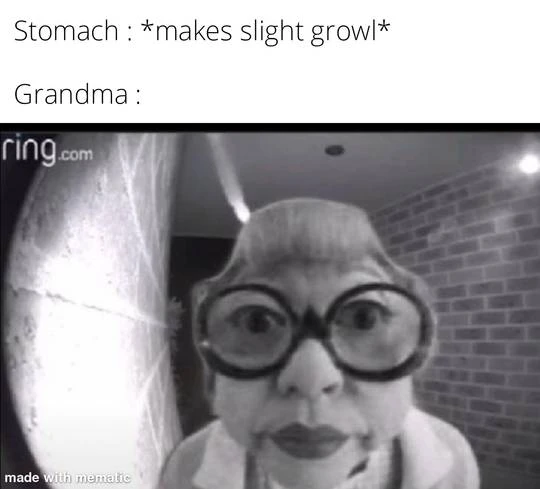 Stomach : *makes slight growl*
Grandma :
ring.com
made with mematic